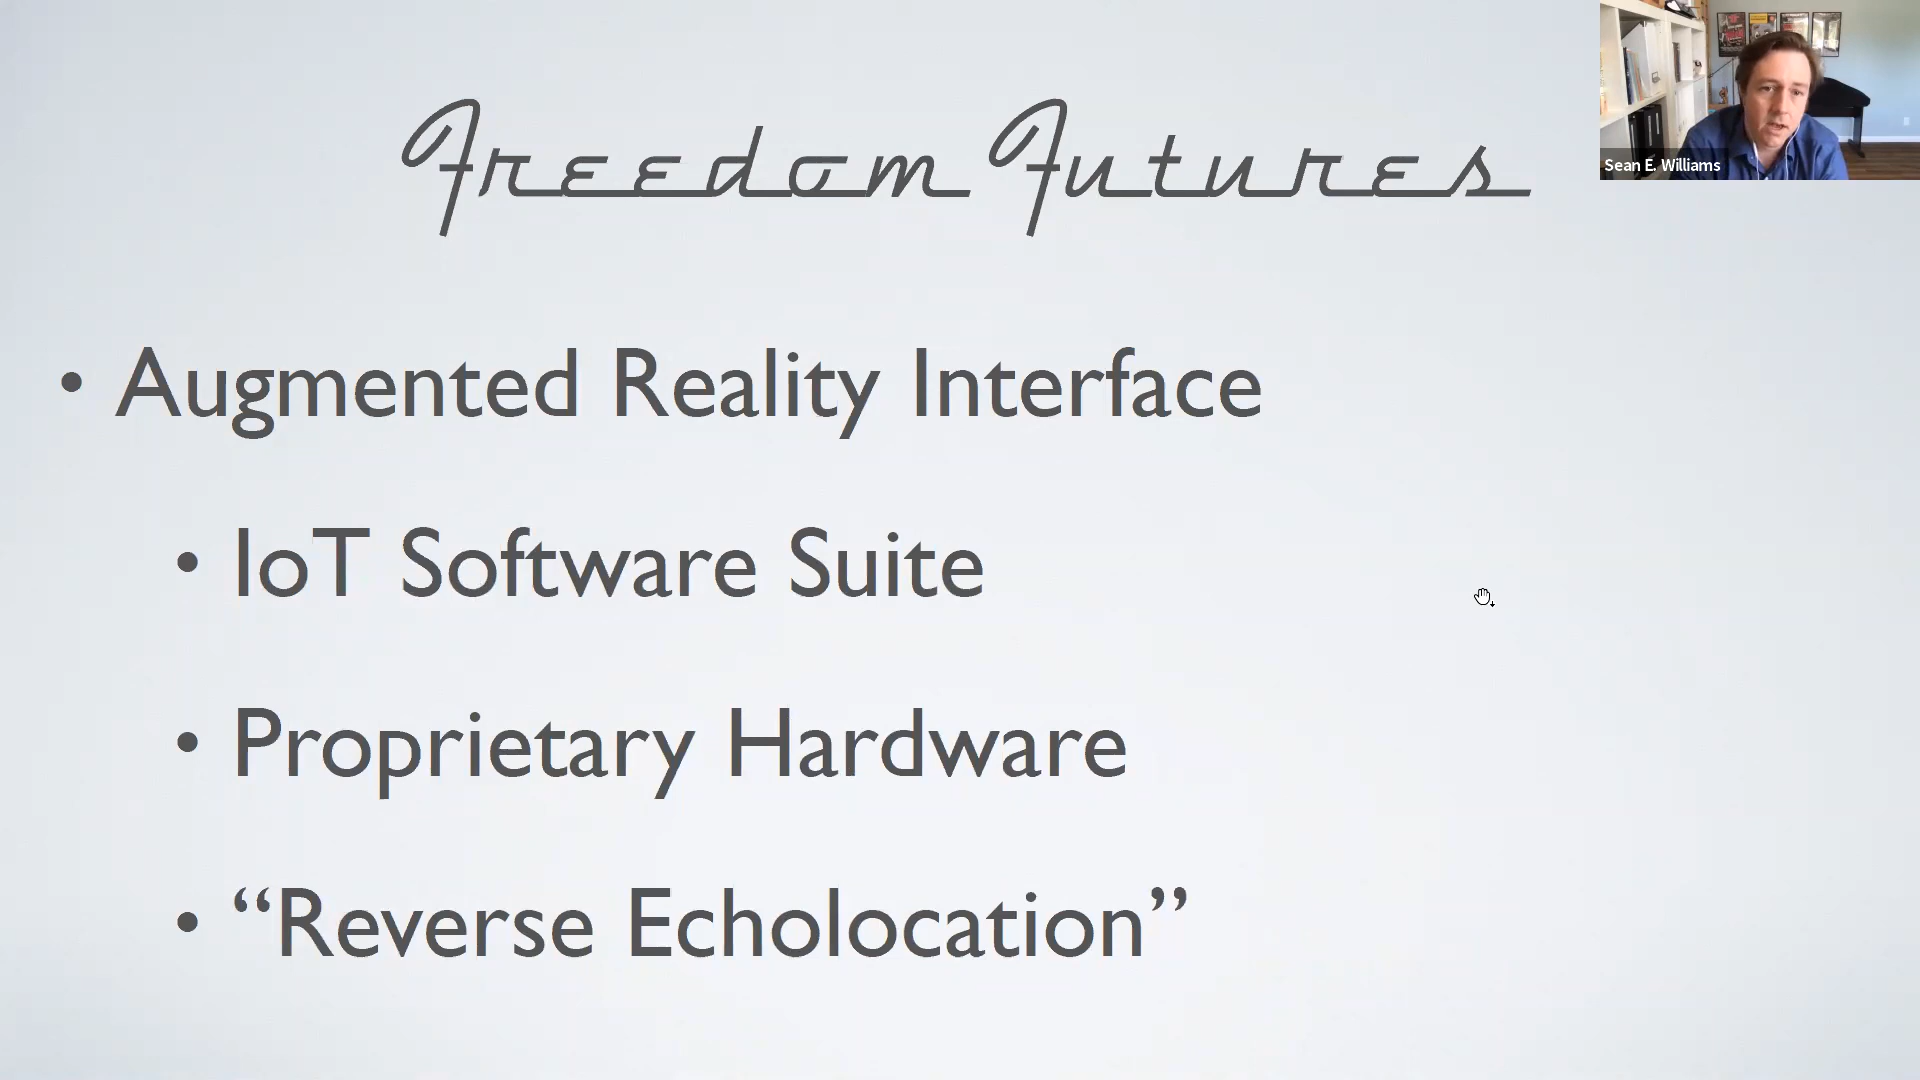 Freedom Futures
Sean E. Williams
• Augmented Reality Interface
• IoT Software Suite
• Proprietary Hardware
• “Reverse Echolocation”